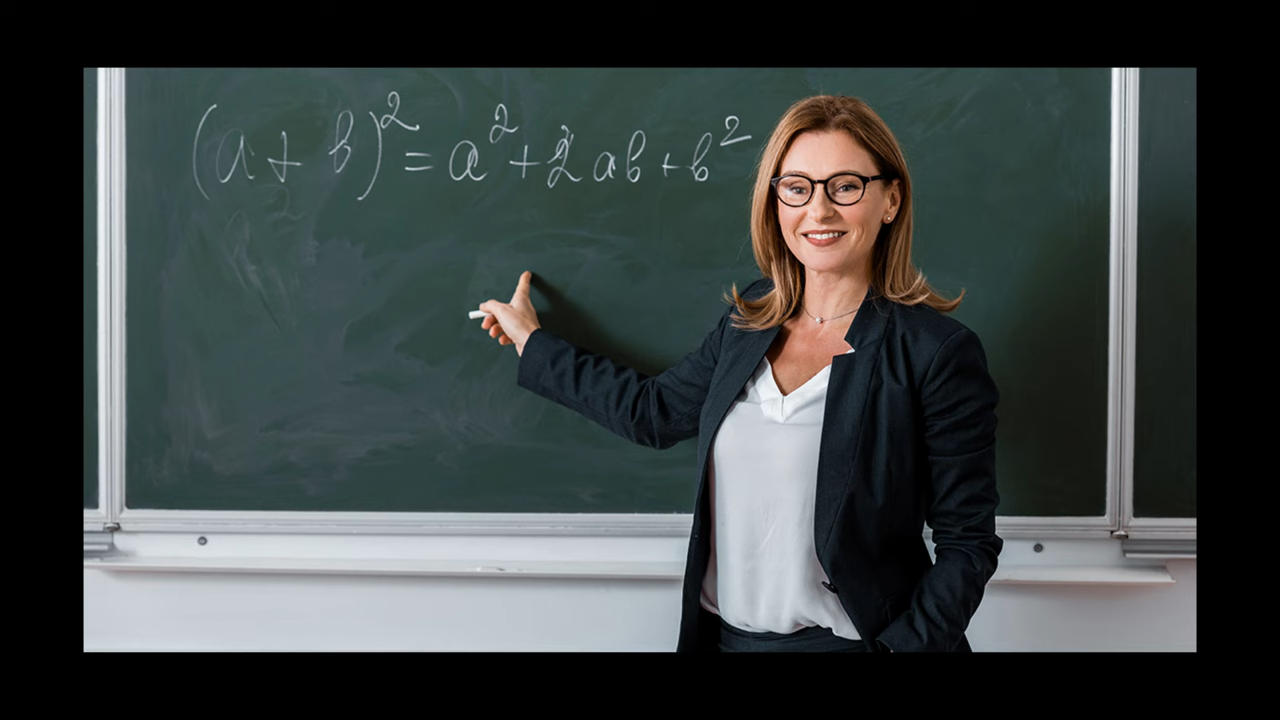 (a + b)² = a² + 2ab + b²